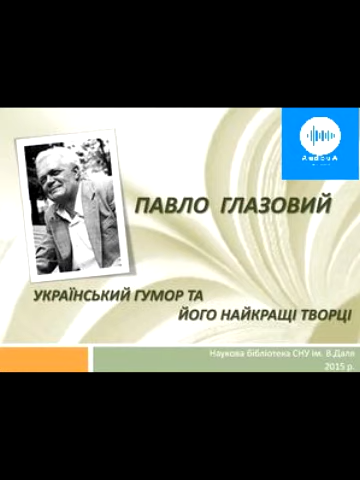 ПАВЛО ГЛАЗОВИЙ
УКРАЇНСЬКИЙ ГУМОР ТА
ЙОГО НАЙКРАЩІ ТВОРЦІ
Наукова бібліотека СНУ ім. В.Даля
2015 р.